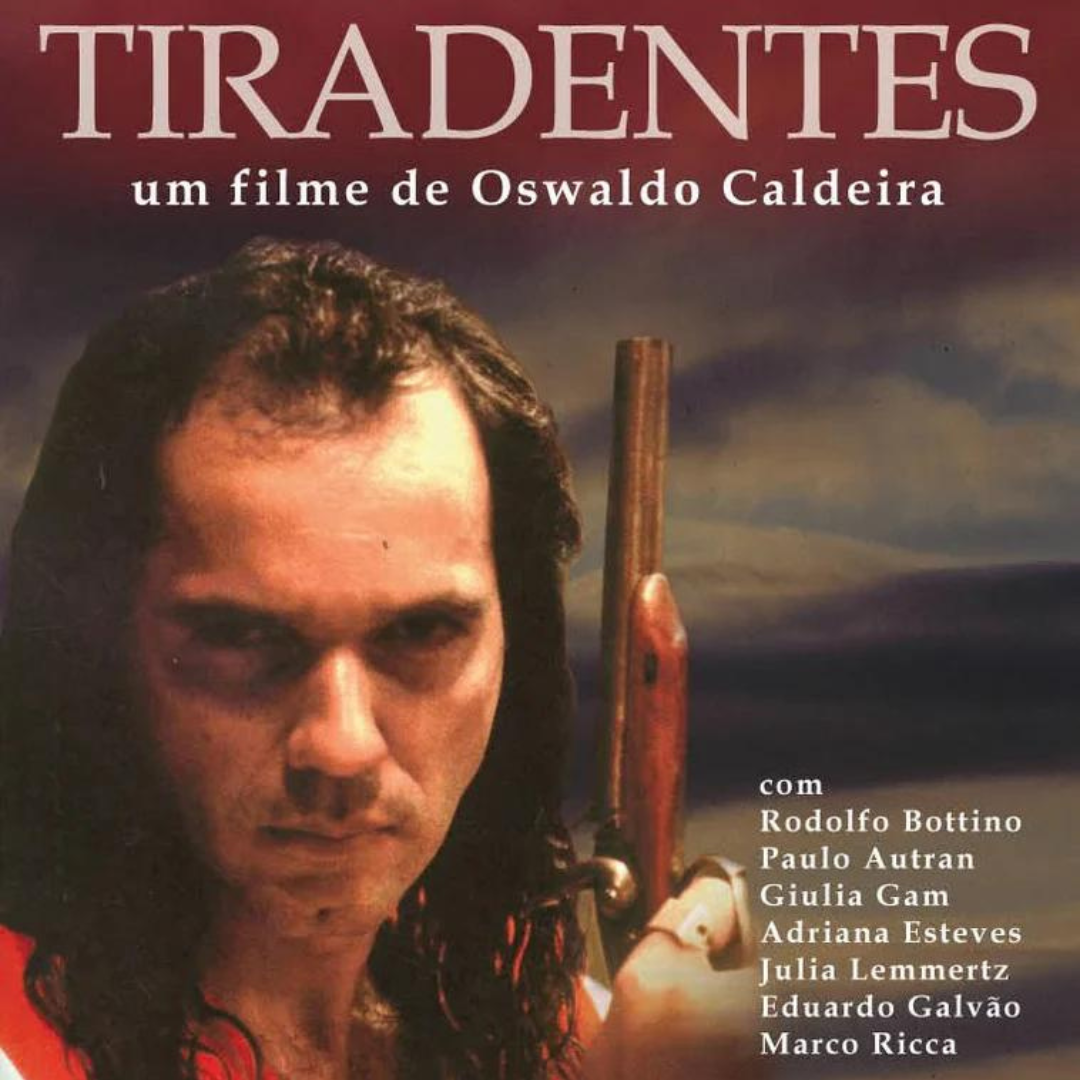 TIRADENTES
um filme de Oswaldo Caldeira
com
Rodolfo Bottino
Paulo Autran
Giulia Gam
Adriana Esteves
Julia Lemmertz
Eduardo Galvão
Marco Ricca